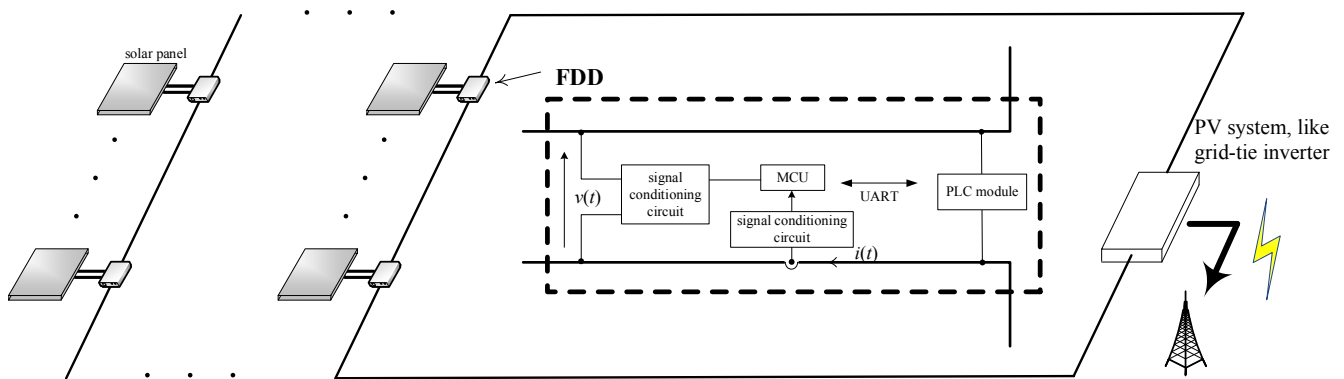 solar panel
FDD
PV system, like
grid-tie inverter
signal
conditioning
circuit
MCU
UART
PLC module
v(t)
signal conditioning
circuit
i(t)